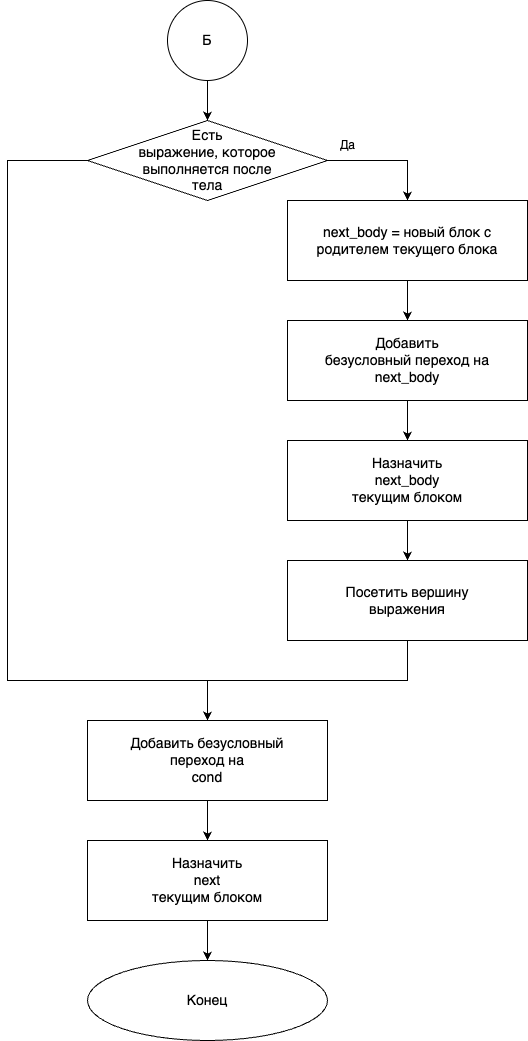 Б
Есть
выражение, которое
выполняется после
тела
Да
next_body = новый блок с
родителем текущего блока
Добавить
безусловный переход на
next_body
Назначить
next_body
текущим блоком
Посетить вершину
выражения
Добавить безусловный
переход на
cond
Назначить
next
текущим блоком
Конец